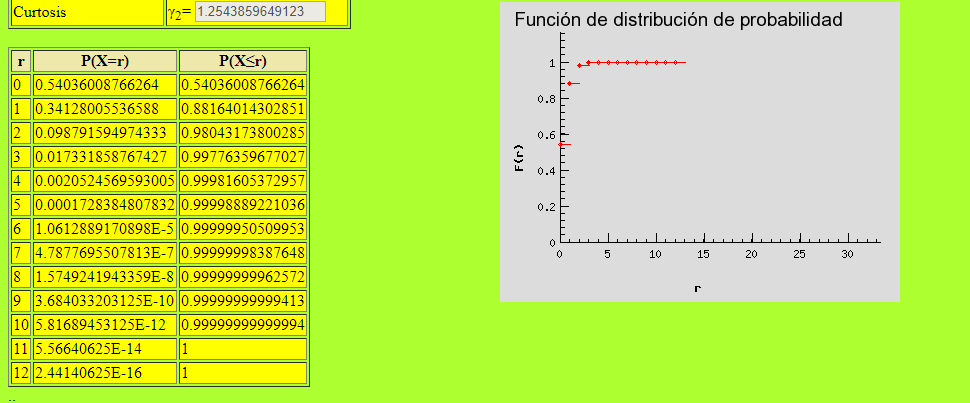 Curtosis γ2= 1.2543859649123
r P(X=r) P(X≤r)
0 0.54036008766264 0.54036008766264
1 0.34128005536588 0.88164014302851
2 0.098791594974333 0.98043173800285
3 0.017331858767427 0.99776359677027
4 0.0020524569593005 0.99981605372957
5 0.0001728384807832 0.99998889221036
6 1.0612889170898E-5 0.99999950509953
7 4.7877695507813E-7 0.99999998387648
8 1.5749241943359E-8 0.99999999962572
9 3.684033203125E-10 0.99999999999413
10 5.81689453125E-12 0.99999999999994
11 5.56640625E-14 1
12 2.44140625E-16 1
Función de distribución de probabilidad
1
0.8
0.6
0.4
0.2
0
F(r)
0 5 10 15 20 25 30
r